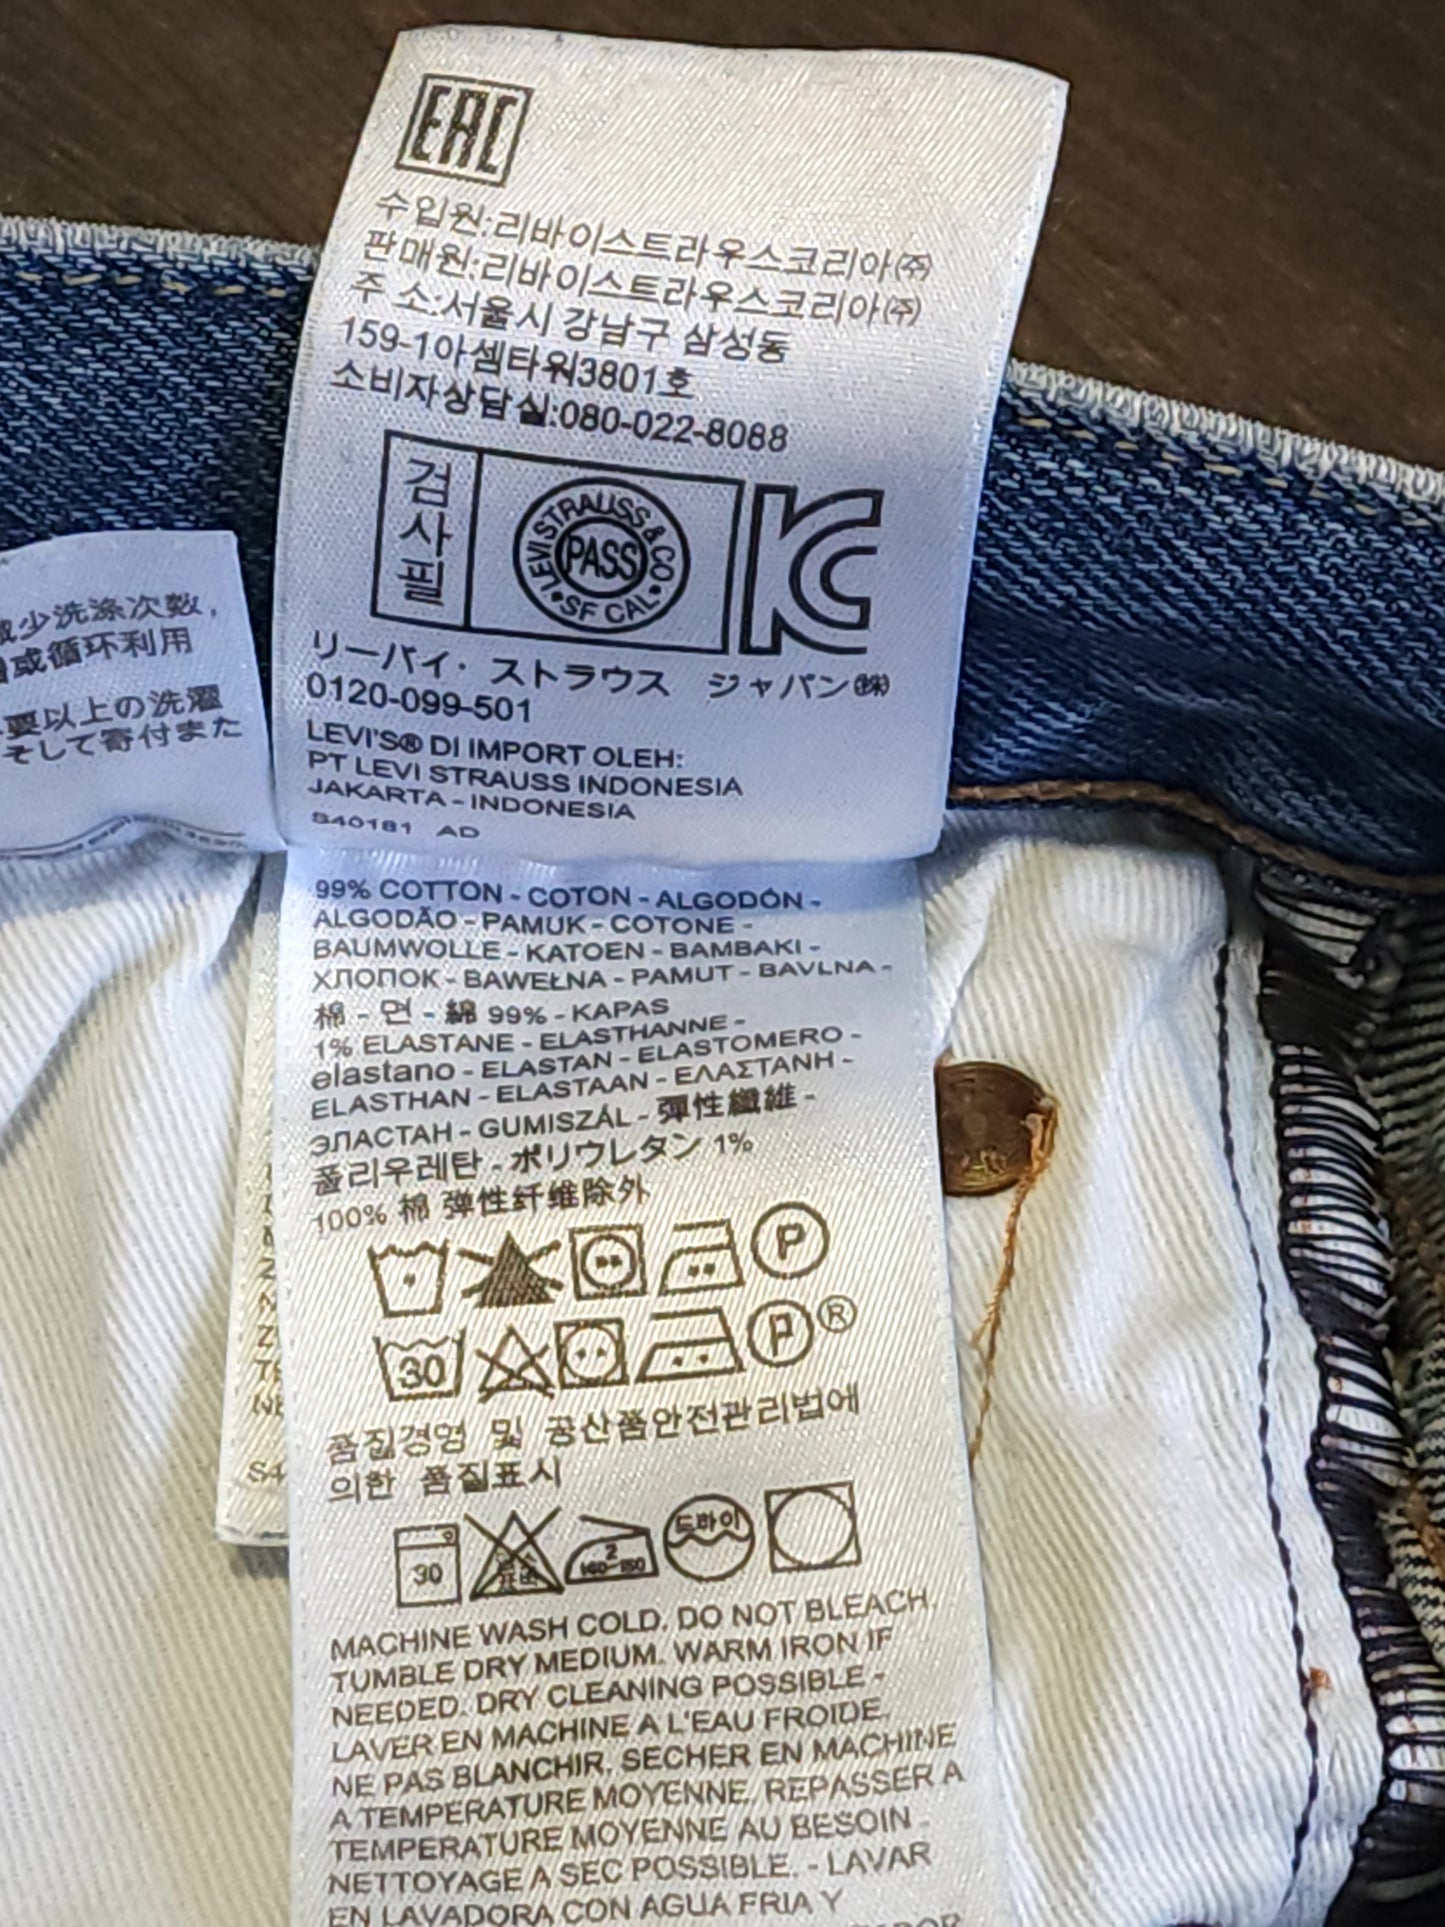 EAC
수입원:리바이스트라우스코리아㈜
판매원:리바이스트라우스코리아㈜
주 소:서울시 강남구 삼성동
159-1아셈타워3801호
소비자상담실:080-022-8088
검사필
LEVI STRAUSS & CO
PASS
SF CAL
リーバイ・ストラウス ジャパン㈱
0120-099-501
LEVI'S® DI IMPORT OLEH:
PT LEVI STRAUSS INDONESIA
JAKARTA - INDONESIA
S40181 AD
少洗涤次数,
或循环利用
要以上の洗濯
そして寄付また
99% COTTON - COTON - ALGODÓN -
ALGODÃO - PAMUK - COTONE -
BAUMWOLLE - KATOEN - BAMBAKI -
ХЛОПОК - BAWEŁNA - PAMUT - BAVLNA -
棉 - 면 - 綿 99% - KAPAS
1% ELASTANE - ELASTHANNE -
elastano - ELASTAN - ELASTOMERO -
ELASTHAN - ELASTAAN - ΕΛΑΣΤΑΝΗ -
ЭЛАСТАН - GUMISZÁL - 彈性纖維 -
폴리우레탄 - ポリウレタン 1%
100% 棉 弹性纤维除外
P
30
P ®
품질경영 및 공산품안전관리법에
의한 품질표시
30
2
드라이
MACHINE WASH COLD. DO NOT BLEACH.
TUMBLE DRY MEDIUM. WARM IRON IF
NEEDED. DRY CLEANING POSSIBLE -
LAVER EN MACHINE A L'EAU FROIDE.
NE PAS BLANCHIR. SECHER EN MACHINE
A TEMPERATURE MOYENNE. REPASSER A
TEMPERATURE MOYENNE AU BESOIN -
NETTOYAGE A SEC POSSIBLE. - LAVAR
EN LAVADORA CON AGUA FRIA Y